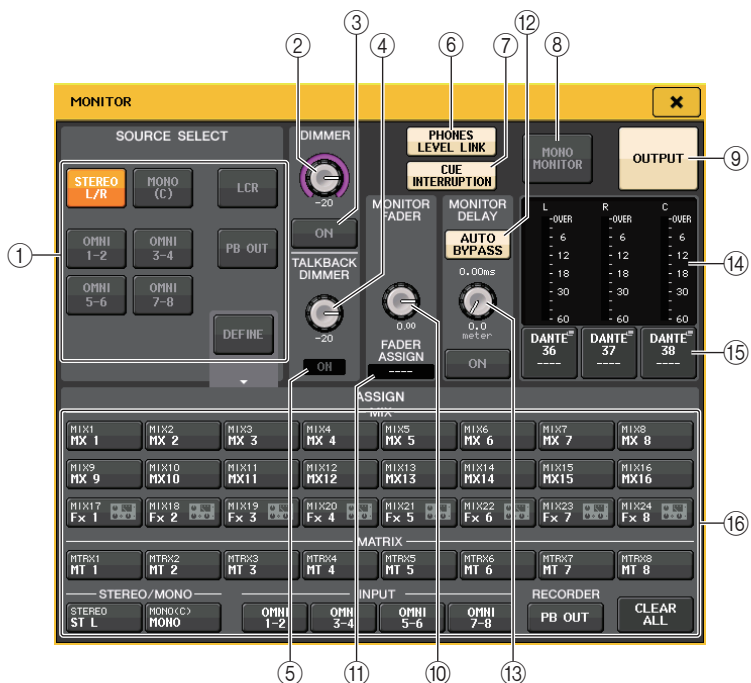 ③ ⑫
② ④ ⑥ ⑦ ⑧
MONITOR
SOURCE SELECT
STEREO L/R
MONO (C)
LCR
OMNI 1-2
OMNI 3-4
PB OUT
OMNI 5-6
OMNI 7-8
DEFINE
①
DIMMER
-20
ON
TALKBACK DIMMER
-20
ON
PHONES LEVEL LINK
CUE INTERRUPTION
MONO MONITOR
OUTPUT
⑨
MONITOR FADER
0.00
FADER ASSIGN
----
MONITOR DELAY
AUTO BYPASS
0.00ms
0.0
meter
ON
L R C
-OVER -OVER -OVER
- 6 - 6 - 6
- 12 - 12 - 12
- 18 - 18 - 18
- 30 - 30 - 30
- 60 - 60 - 60
⑭
DANTE 36 ----
DANTE 37 ----
DANTE 38 ----
⑮
ASSIGN
MIX
MIX1 MIX2 MIX3 MIX4 MIX5 MIX6 MIX7 MIX8
MX 1 MX 2 MX 3 MX 4 MX 5 MX 6 MX 7 MX 8
MIX9 MIX10 MIX11 MIX12 MIX13 MIX14 MIX15 MIX16
MX 9 MX10 MX11 MX12 MX13 MX14 MX15 MX16
MIX17 MIX18 MIX19 MIX20 MIX21 MIX22 MIX23 MIX24
Fx 1 Fx 2 Fx 3 Fx 4 Fx 5 Fx 6 Fx 7 Fx 8
⑯
MATRIX
MTRX1 MTRX2 MTRX3 MTRX4 MTRX5 MTRX6 MTRX7 MTRX8
MT 1 MT 2 MT 3 MT 4 MT 5 MT 6 MT 7 MT 8
STEREO/MONO INPUT RECORDER
STEREO ST L
MONO(C) MONO
OMNI 1-2
OMNI 3-4
OMNI 5-6
OMNI 7-8
PB OUT
CLEAR ALL
⑤ ⑪ ⑩ ⑬